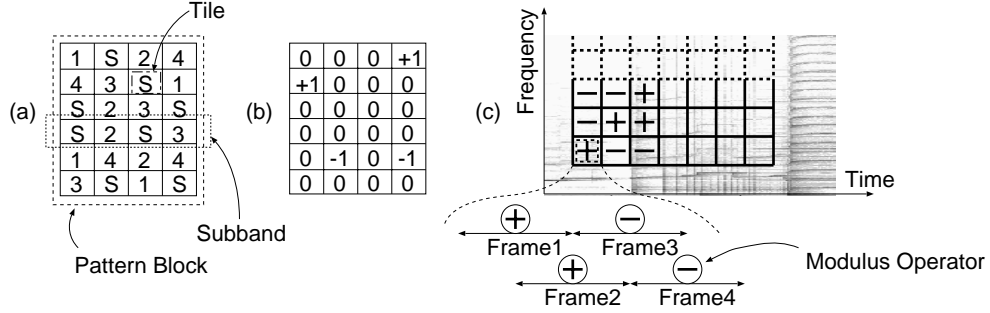 (a)
Tile
1 S 2 4
4 3 S 1
S 2 3 S
S 2 S 3
1 4 2 4
3 S 1 S
Subband
Pattern Block
(b)
0 0 0 +1
+1 0 0 0
0 0 0 0
0 0 0 0
0 -1 0 -1
0 0 0 0
(c)
Frequency
− − +
− + +
+ − −
Time
+ −
Frame1 Frame3
+ −
Frame2 Frame4
Modulus Operator